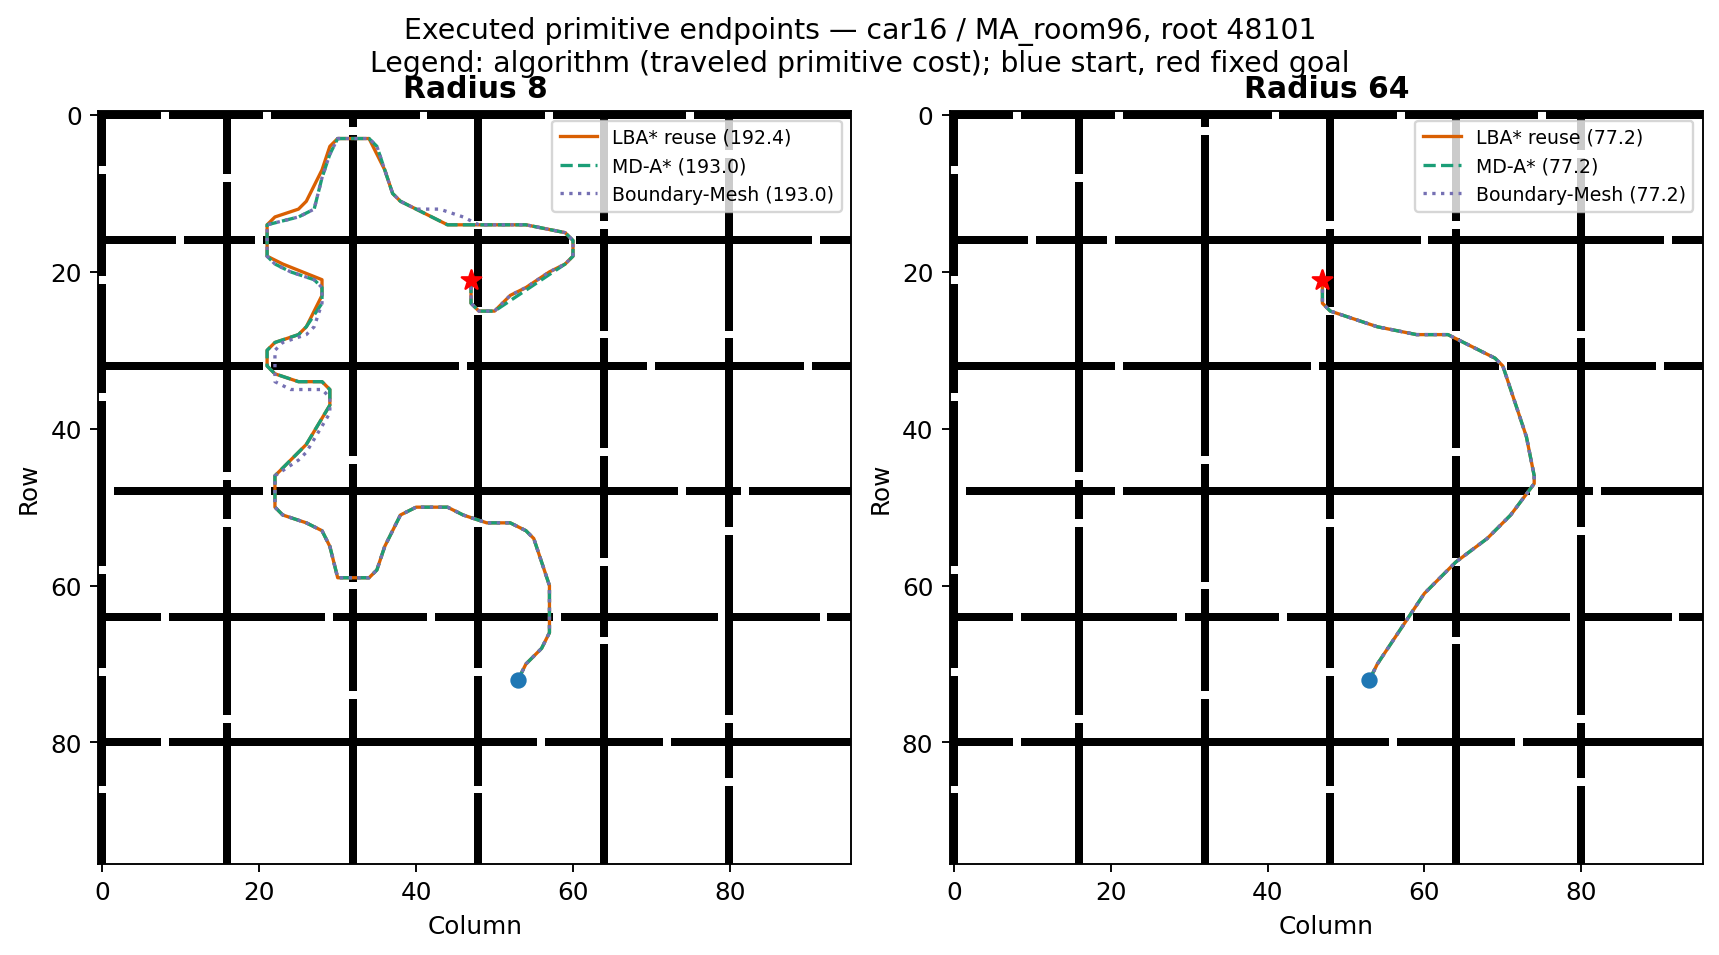 Executed primitive endpoints — car16 / MA_room96, root 48101
Legend: algorithm (traveled primitive cost); blue start, red fixed goal
Radius 8
LBA* reuse (192.4)
MD-A* (193.0)
Boundary-Mesh (193.0)
0
20
40
60
80
Row
0
20
40
60
80
Column
Radius 64
LBA* reuse (77.2)
MD-A* (77.2)
Boundary-Mesh (77.2)
0
20
40
60
80
Row
0
20
40
60
80
Column